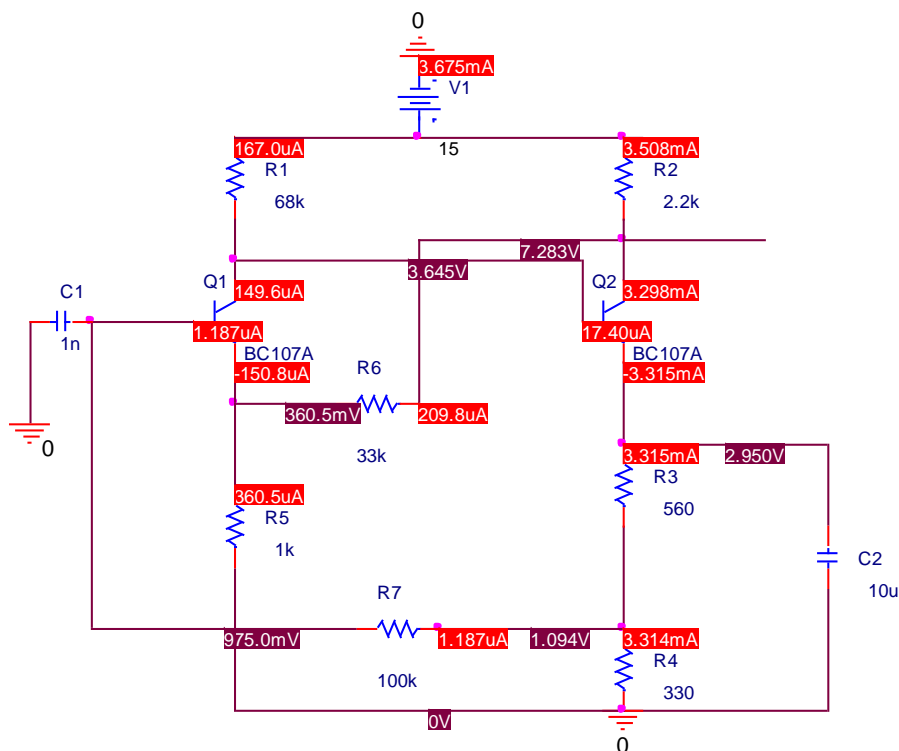 0
3.675mA
V1
15
167.0uA
R1
68k
3.508mA
R2
2.2k
7.283V
3.645V
C1
1n
0
Q1
149.6uA
1.187uA
BC107A
-150.8uA
Q2
3.298mA
17.40uA
BC107A
-3.315mA
R6
360.5mV
209.8uA
33k
3.315mA
2.950V
R3
560
360.5uA
R5
1k
C2
10u
R7
975.0mV
1.187uA
1.094V
100k
3.314mA
R4
330
0V
0